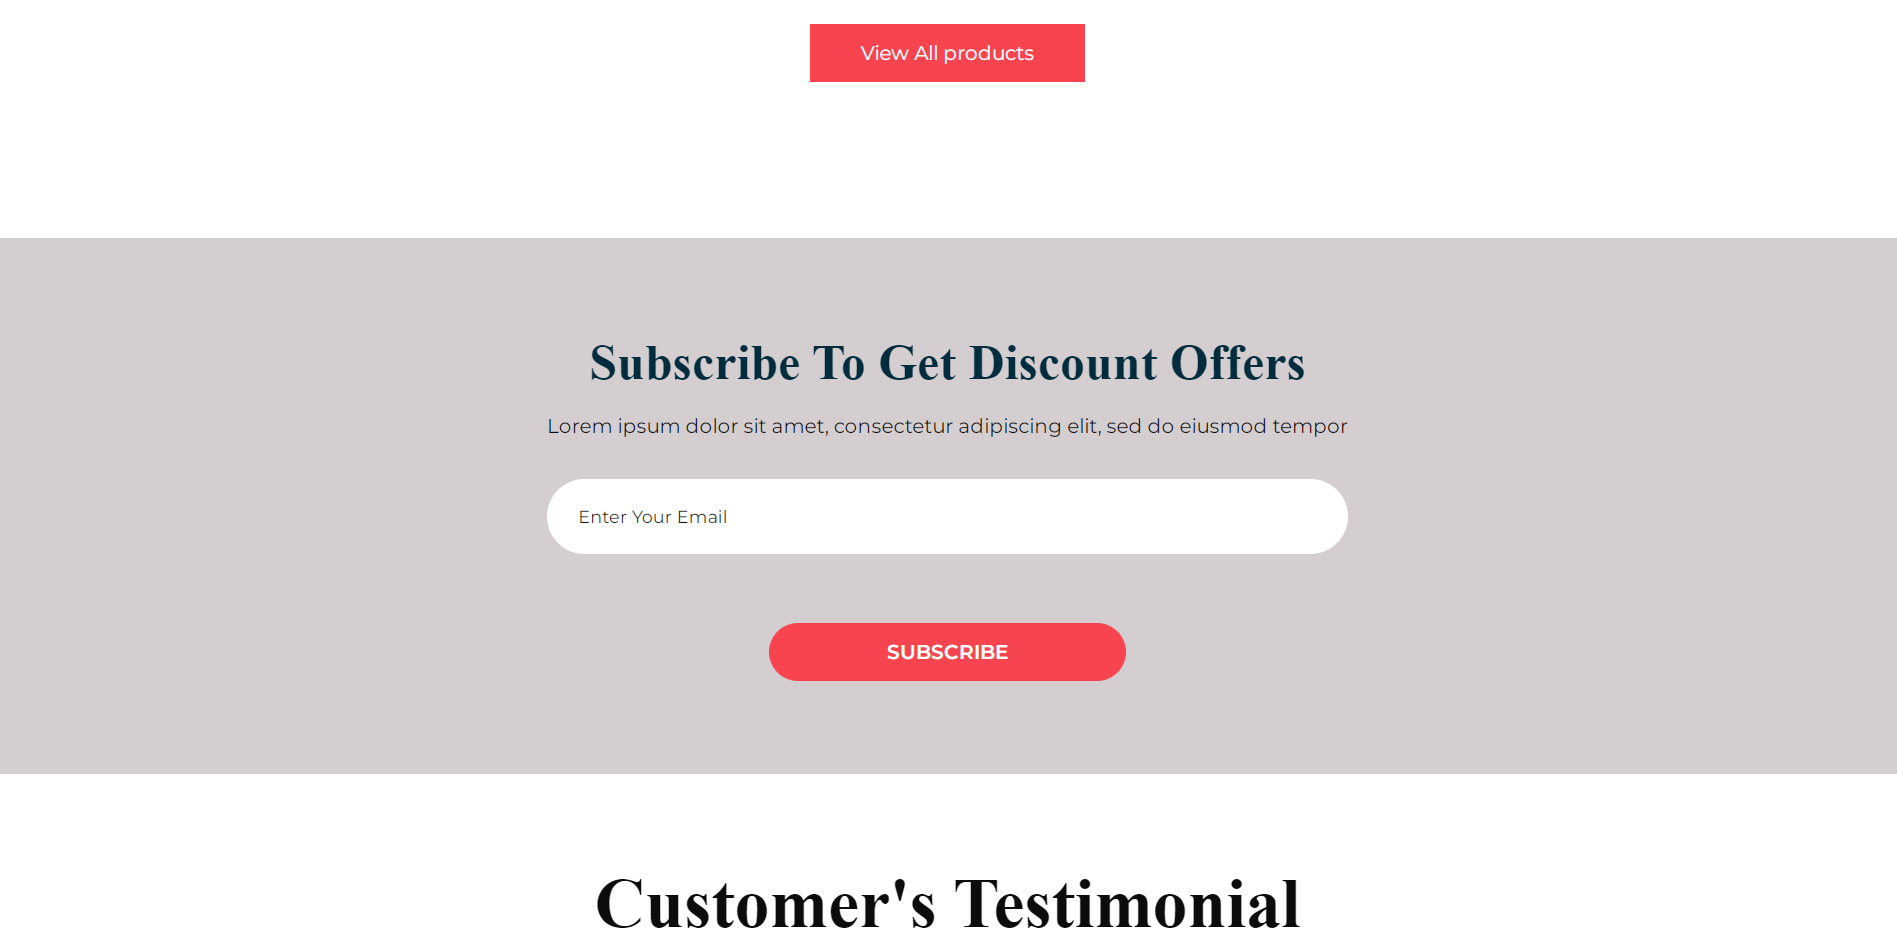 View All products
Subscribe To Get Discount Offers
Lorem ipsum dolor sit amet, consectetur adipiscing elit, sed do eiusmod tempor
Enter Your Email
SUBSCRIBE
Customer's Testimonial